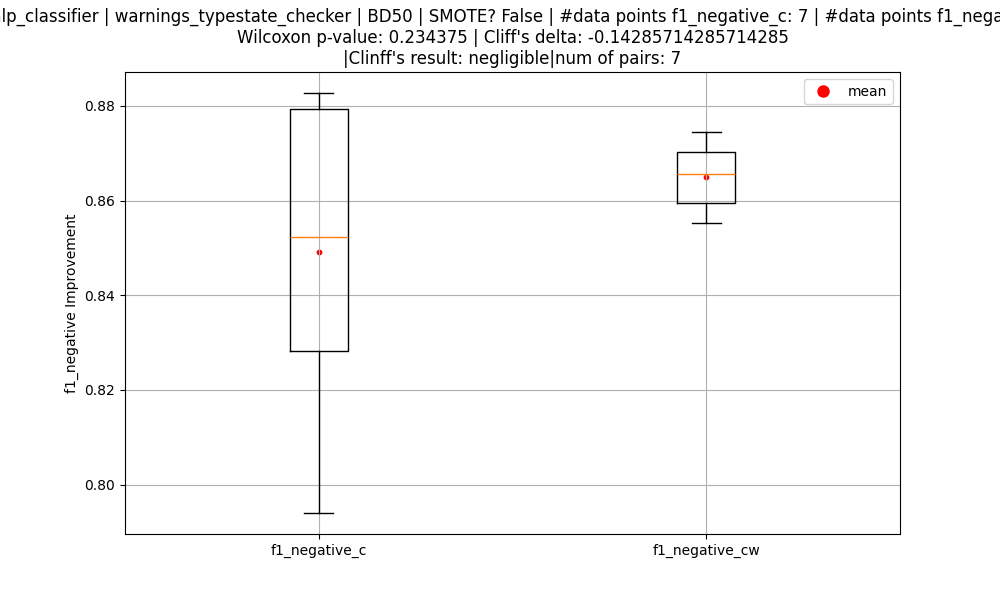 lp_classifier | warnings_typestate_checker | BD50 | SMOTE? False | #data points f1_negative_c: 7 | #data points f1_nega
Wilcoxon p-value: 0.234375 | Cliff's delta: -0.14285714285714285
|Clinff's result: negligible|num of pairs: 7
mean
0.88
0.86
0.84
0.82
0.80
f1_negative Improvement
f1_negative_c
f1_negative_cw